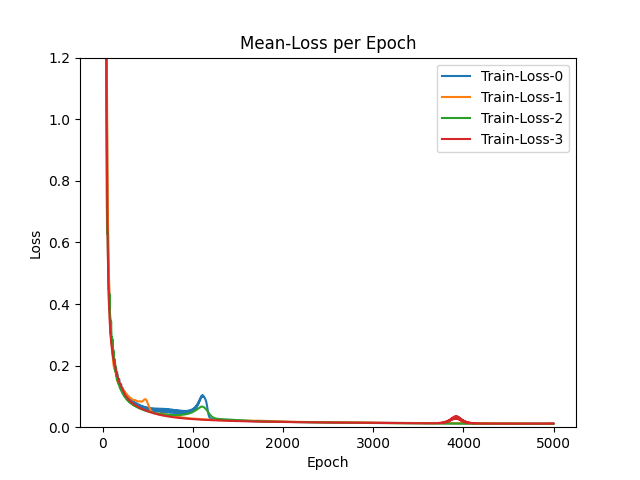 Mean-Loss per Epoch
1.2
1.0
0.8
0.6
0.4
0.2
0.0
Loss
0
1000
2000
3000
4000
5000
Epoch
Train-Loss-0
Train-Loss-1
Train-Loss-2
Train-Loss-3